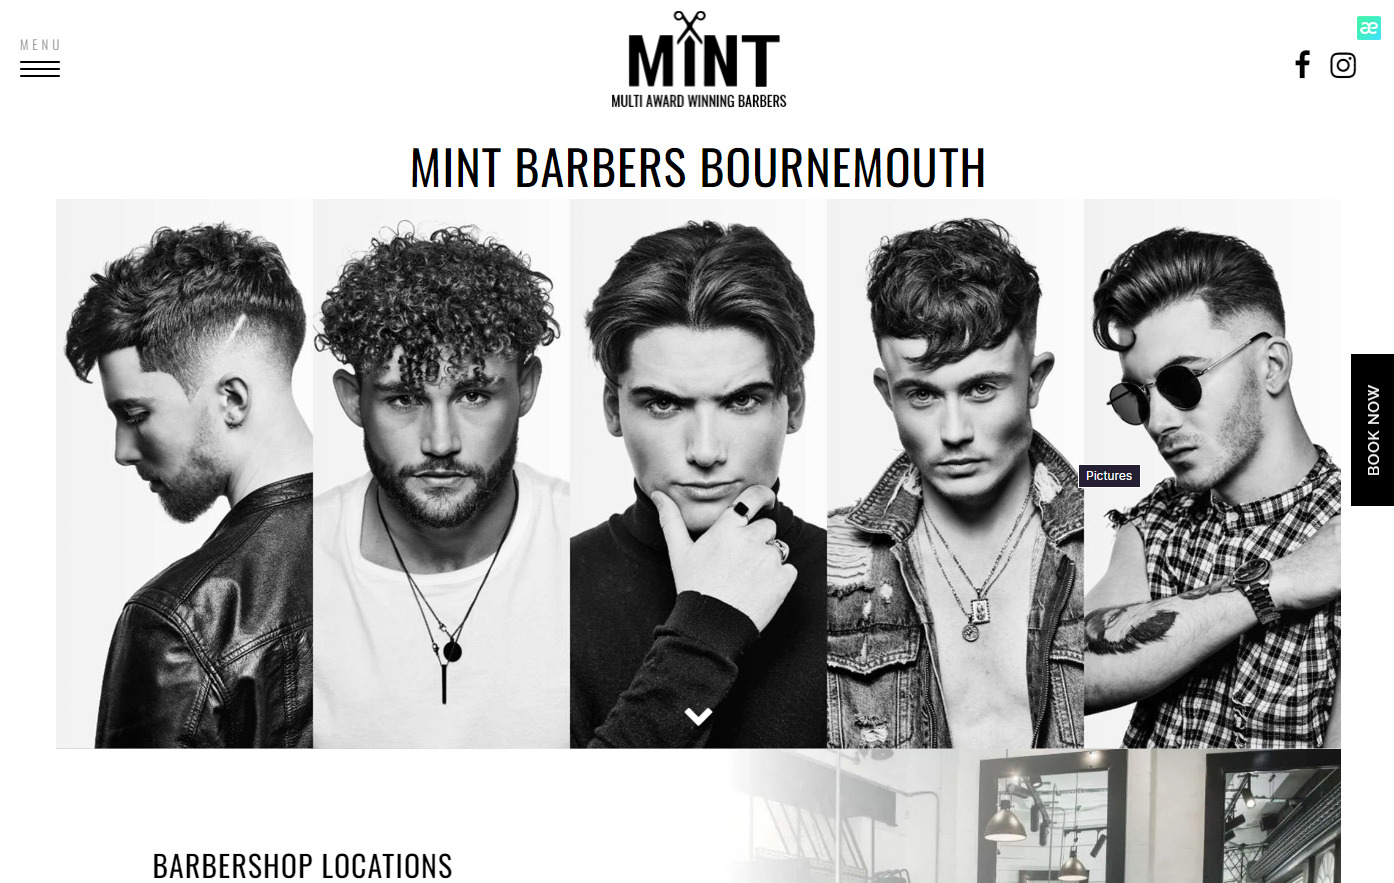 MENU
MINT
MULTI AWARD WINNING BARBERS
æ
MINT BARBERS BOURNEMOUTH
BOOK NOW
Pictures
BARBERSHOP LOCATIONS